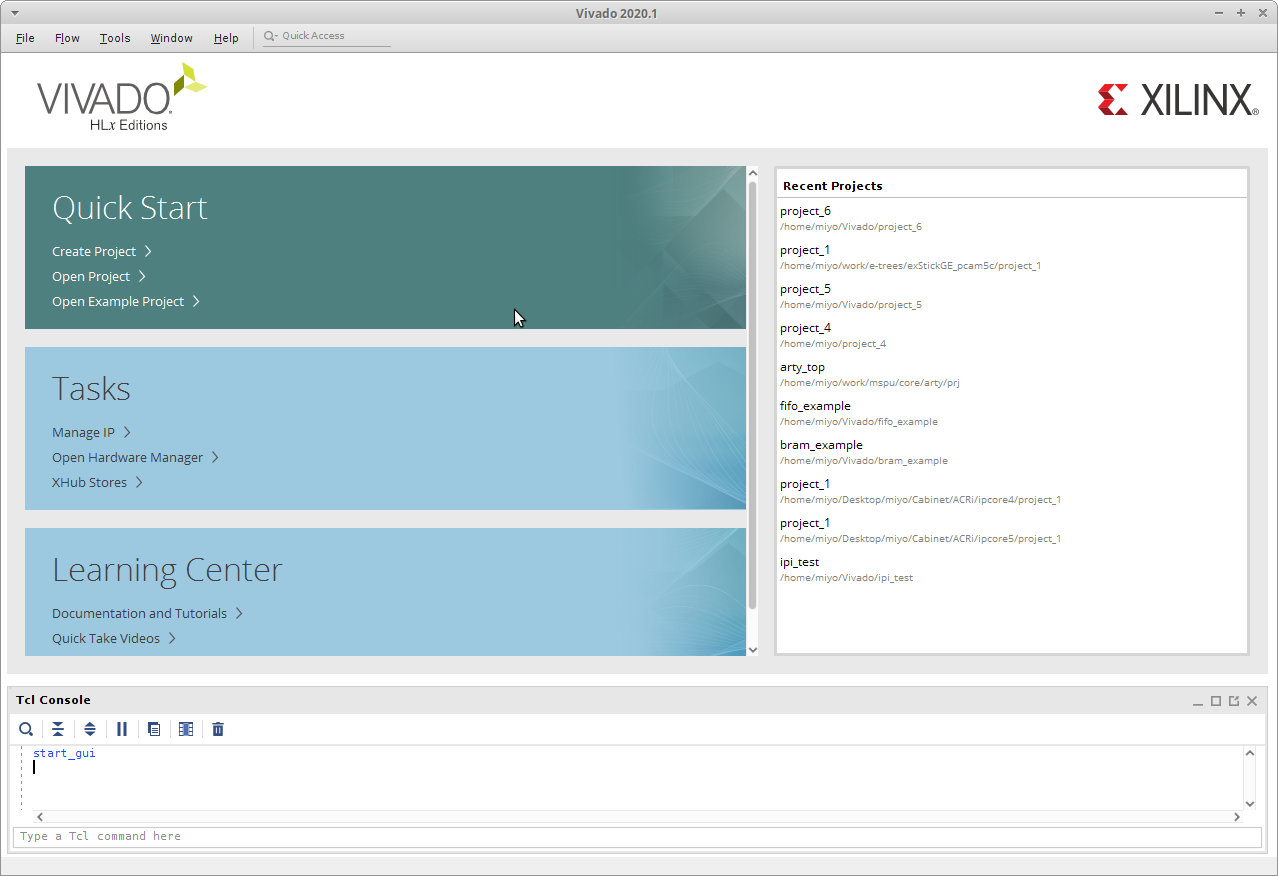 Vivado 2020.1
File Flow Tools Window Help Quick Access
VIVADO.
HLx Editions
XILINX®
Quick Start
Create Project
Open Project
Open Example Project
Tasks
Manage IP
Open Hardware Manager
XHub Stores
Learning Center
Documentation and Tutorials
Quick Take Videos
Recent Projects
project_6
/home/miyo/Vivado/project_6
project_1
/home/miyo/work/e-trees/exStickGE_pcam5c/project_1
project_5
/home/miyo/Vivado/project_5
project_4
/home/miyo/project_4
arty_top
/home/miyo/work/mspu/core/arty/prj
fifo_example
/home/miyo/Vivado/fifo_example
bram_example
/home/miyo/Vivado/bram_example
project_1
/home/miyo/Desktop/miyo/Cabinet/ACRi/ipcore4/project_1
project_1
/home/miyo/Desktop/miyo/Cabinet/ACRi/ipcore5/project_1
ipi_test
/home/miyo/Vivado/ipi_test
Tcl Console
start_gui
Type a Tcl command here